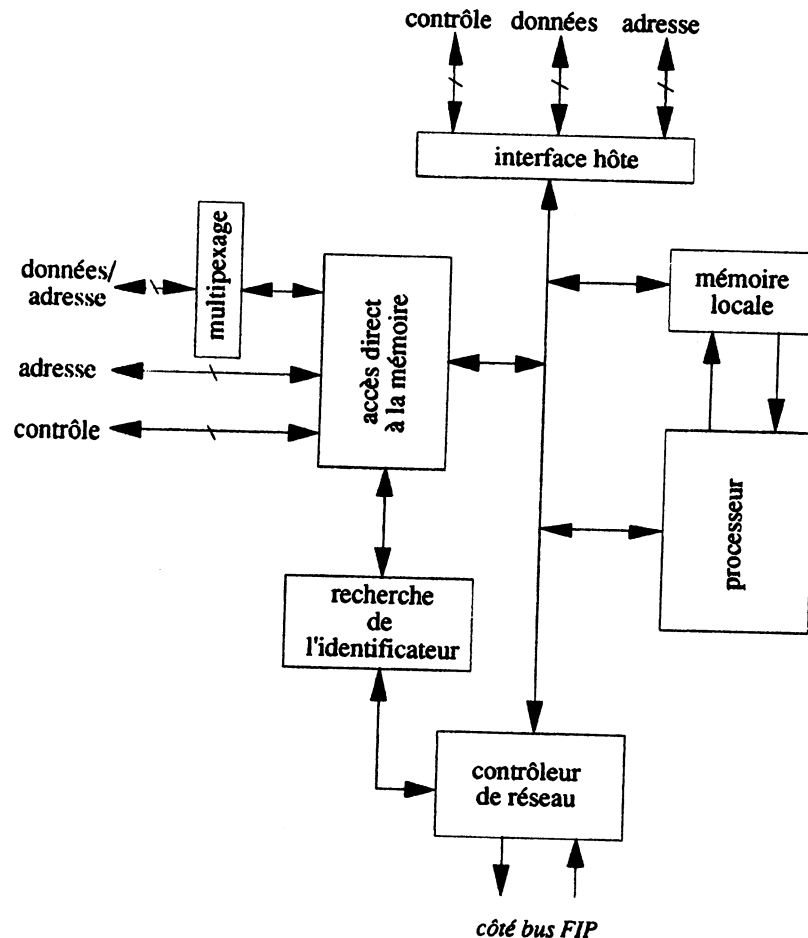 contrôle données adresse
interface hôte
multipexage
données/
adresse
accès direct
à la mémoire
mémoire
locale
adresse
contrôle
processeur
recherche
de
l'identificateur
contrôleur
de réseau
côté bus FIP